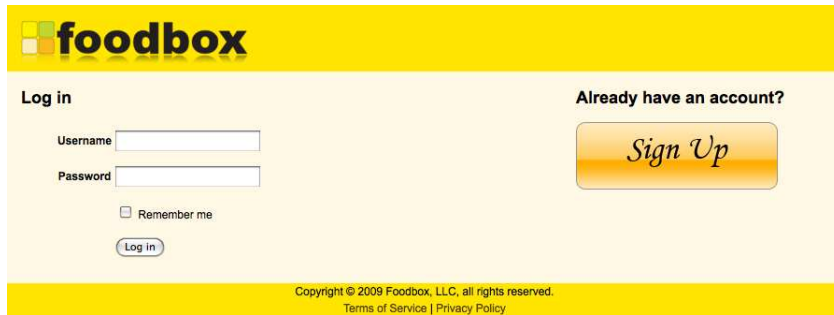 foodbox
Log in
Username
Password
Remember me
Log in
Already have an account?
Sign Up
Copyright © 2009 Foodbox, LLC, all rights reserved.
Terms of Service | Privacy Policy